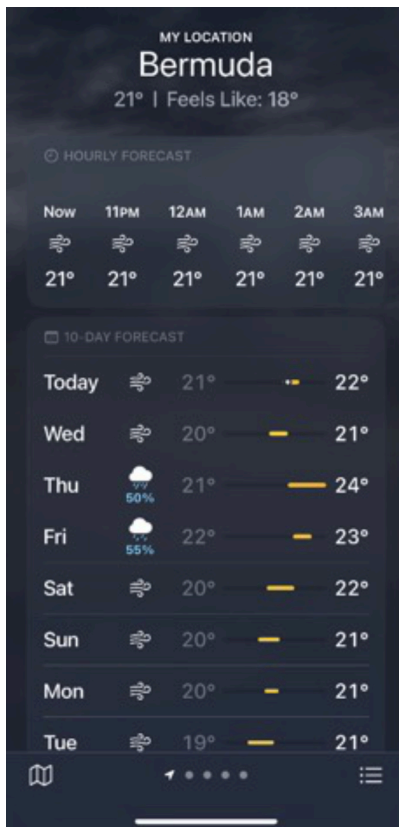 MY LOCATION
Bermuda
21° | Feels Like: 18°
HOURLY FORECAST
Now 11PM 12AM 1AM 2AM 3AM
21° 21° 21° 21° 21° 21°
10-DAY FORECAST
Today 21° 22°
Wed 20° 21°
Thu 50% 21° 24°
Fri 55% 22° 23°
Sat 20° 22°
Sun 20° 21°
Mon 20° 21°
Tue 19° 21°